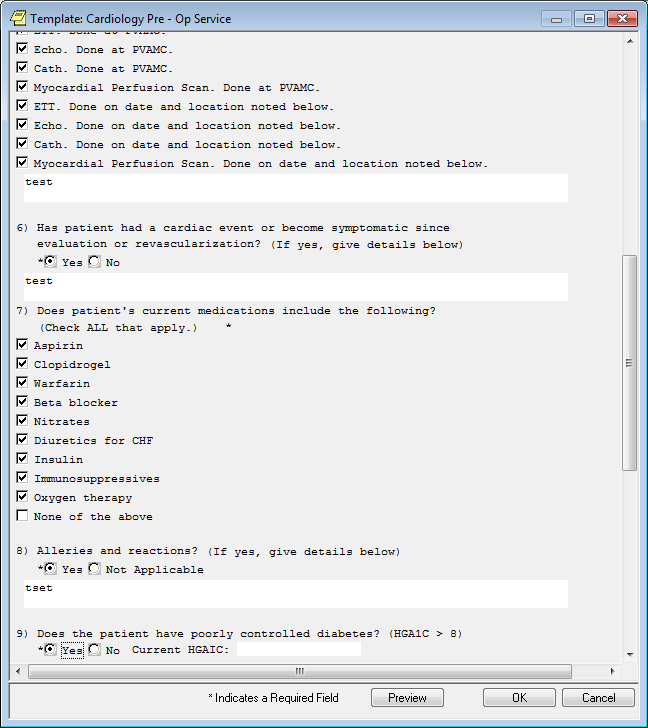 Template: Cardiology Pre - Op Service
ETT. Done at PVAMC.
Echo. Done at PVAMC.
Cath. Done at PVAMC.
Myocardial Perfusion Scan. Done at PVAMC.
ETT. Done on date and location noted below.
Echo. Done on date and location noted below.
Cath. Done on date and location noted below.
Myocardial Perfusion Scan. Done on date and location noted below.
test
6) Has patient had a cardiac event or become symptomatic since
evaluation or revascularization? (If yes, give details below)
* Yes No
test
7) Does patient's current medications include the following?
(Check ALL that apply.) *
Aspirin
Clopidrogel
Warfarin
Beta blocker
Nitrates
Diuretics for CHF
Insulin
Immunosuppressives
Oxygen therapy
None of the above
8) Alleries and reactions? (If yes, give details below)
* Yes Not Applicable
tset
9) Does the patient have poorly controlled diabetes? (HGA1C > 8)
* Yes No Current HGAIC:
* Indicates a Required Field Preview OK Cancel